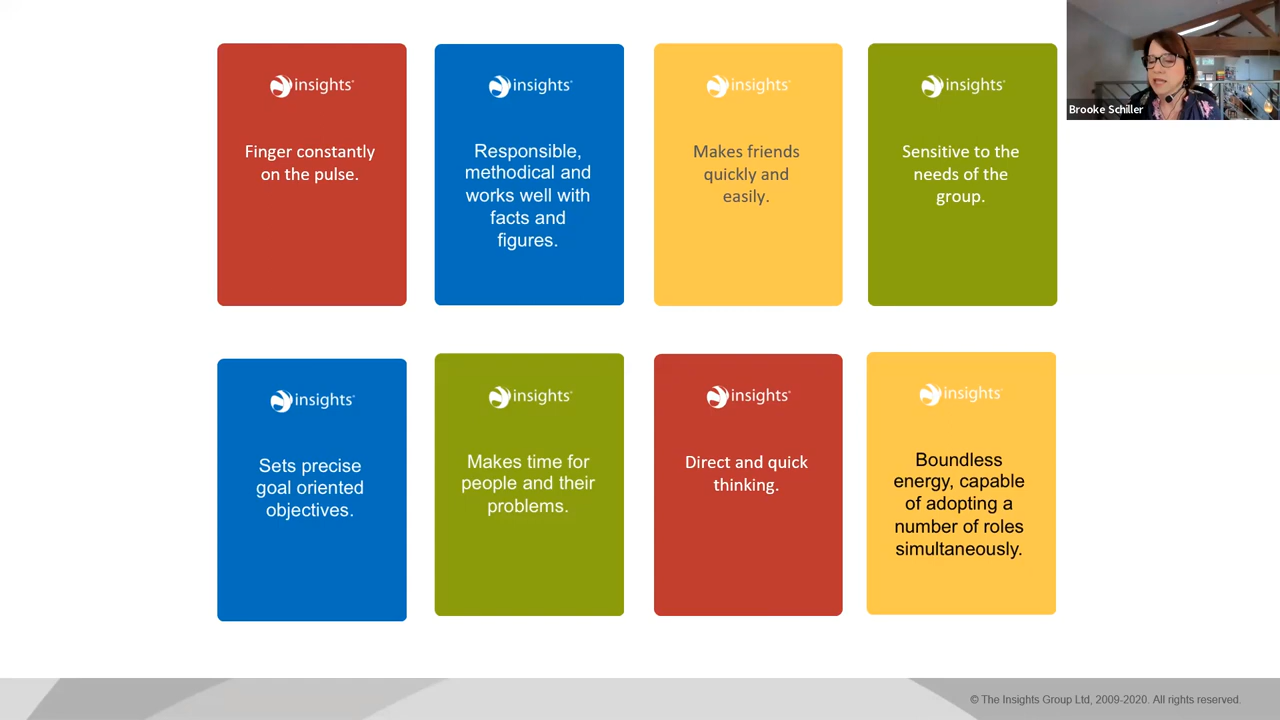 insights
Finger constantly
on the pulse.
insights
Responsible,
methodical and
works well with
facts and
figures.
insights
Makes friends
quickly and
easily.
insights
Sensitive to the
needs of the
group.
Brooke Schiller
insights
Sets precise
goal oriented
objectives.
insights
Makes time for
people and their
problems.
insights
Direct and quick
thinking.
insights
Boundless
energy, capable
of adopting a
number of roles
simultaneously.
© The Insights Group Ltd, 2009-2020. All rights reserved.